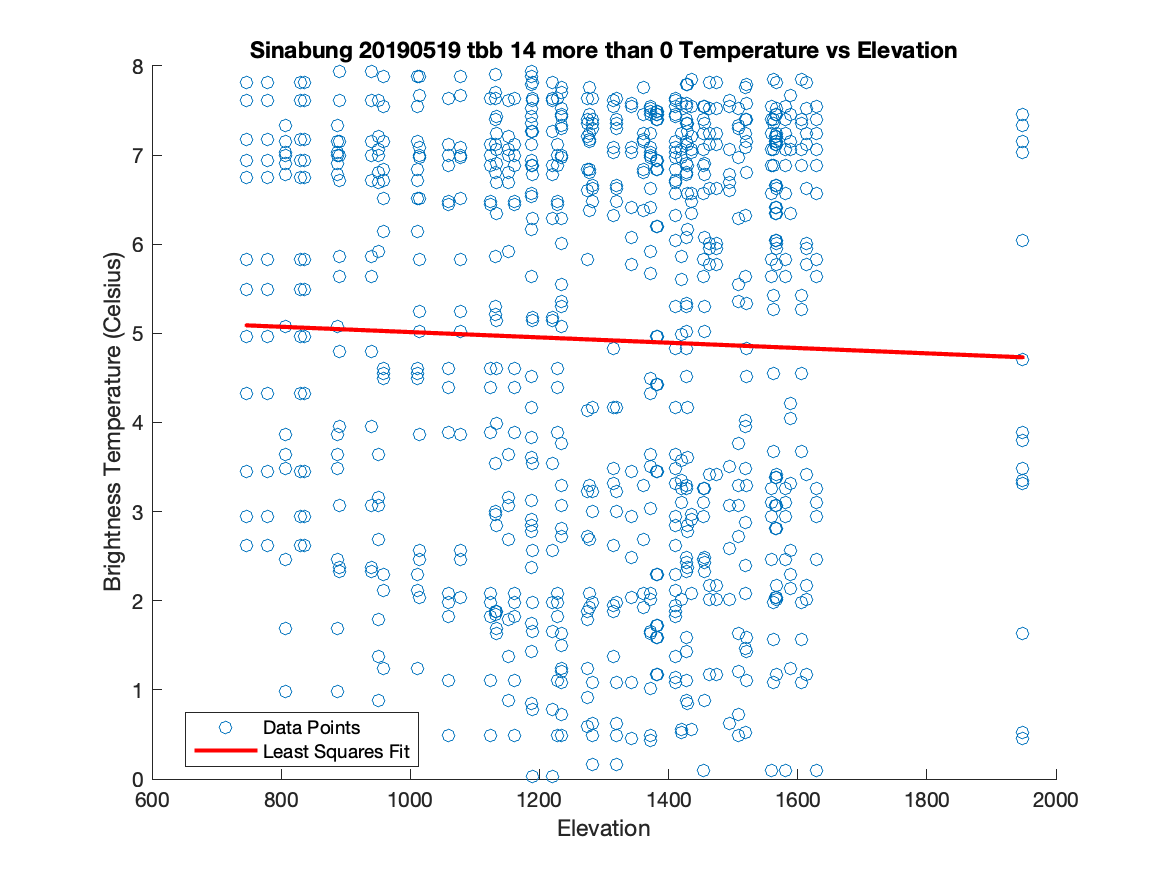 Sinabung 20190519 tbb 14 more than 0 Temperature vs Elevation
8
7
6
5
4
3
2
1
0
Brightness Temperature (Celsius)
Data Points
Least Squares Fit
600 800 1000 1200 1400 1600 1800 2000
Elevation